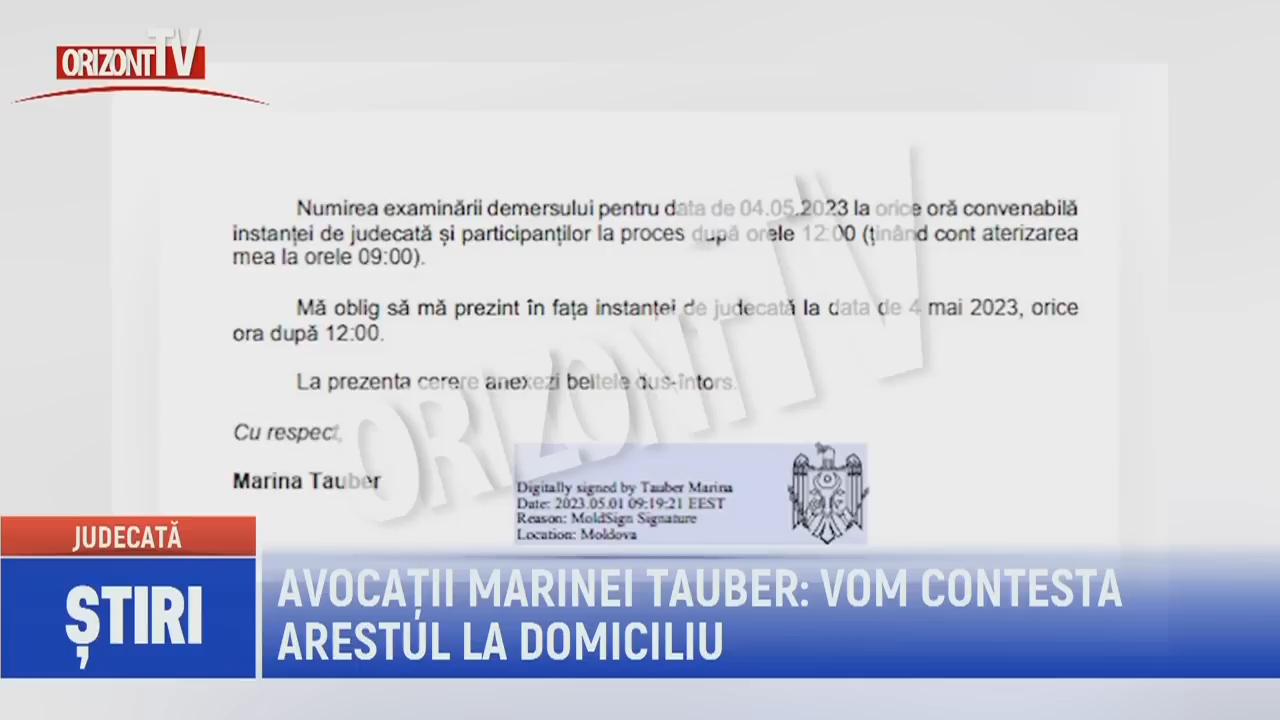 ORIZONT TV
Numirea examinării demersului pentru data de 04.05.2023 la orice oră convenabilă
instanței de judecată și participanților la proces după orele 12:00 (ținând cont aterizarea
mea la orele 09:00).
Mă oblig să mă prezint în fața instanței de judecată la data de 4 mai 2023, orice
ora după 12:00.
La prezenta cerere anexezi beltele dus-întors.
Cu respect,
Marina Tauber
ORIZONT TV
Digitally signed by Tauber Marina
Date: 2023.05.01 09:19:21 EEST
Reason: MoldSign Signature
Location: Moldova
JUDECATĂ
ȘTIRI
AVOCAȚII MARINEI TAUBER: VOM CONTESTA
ARESTUL LA DOMICILIU